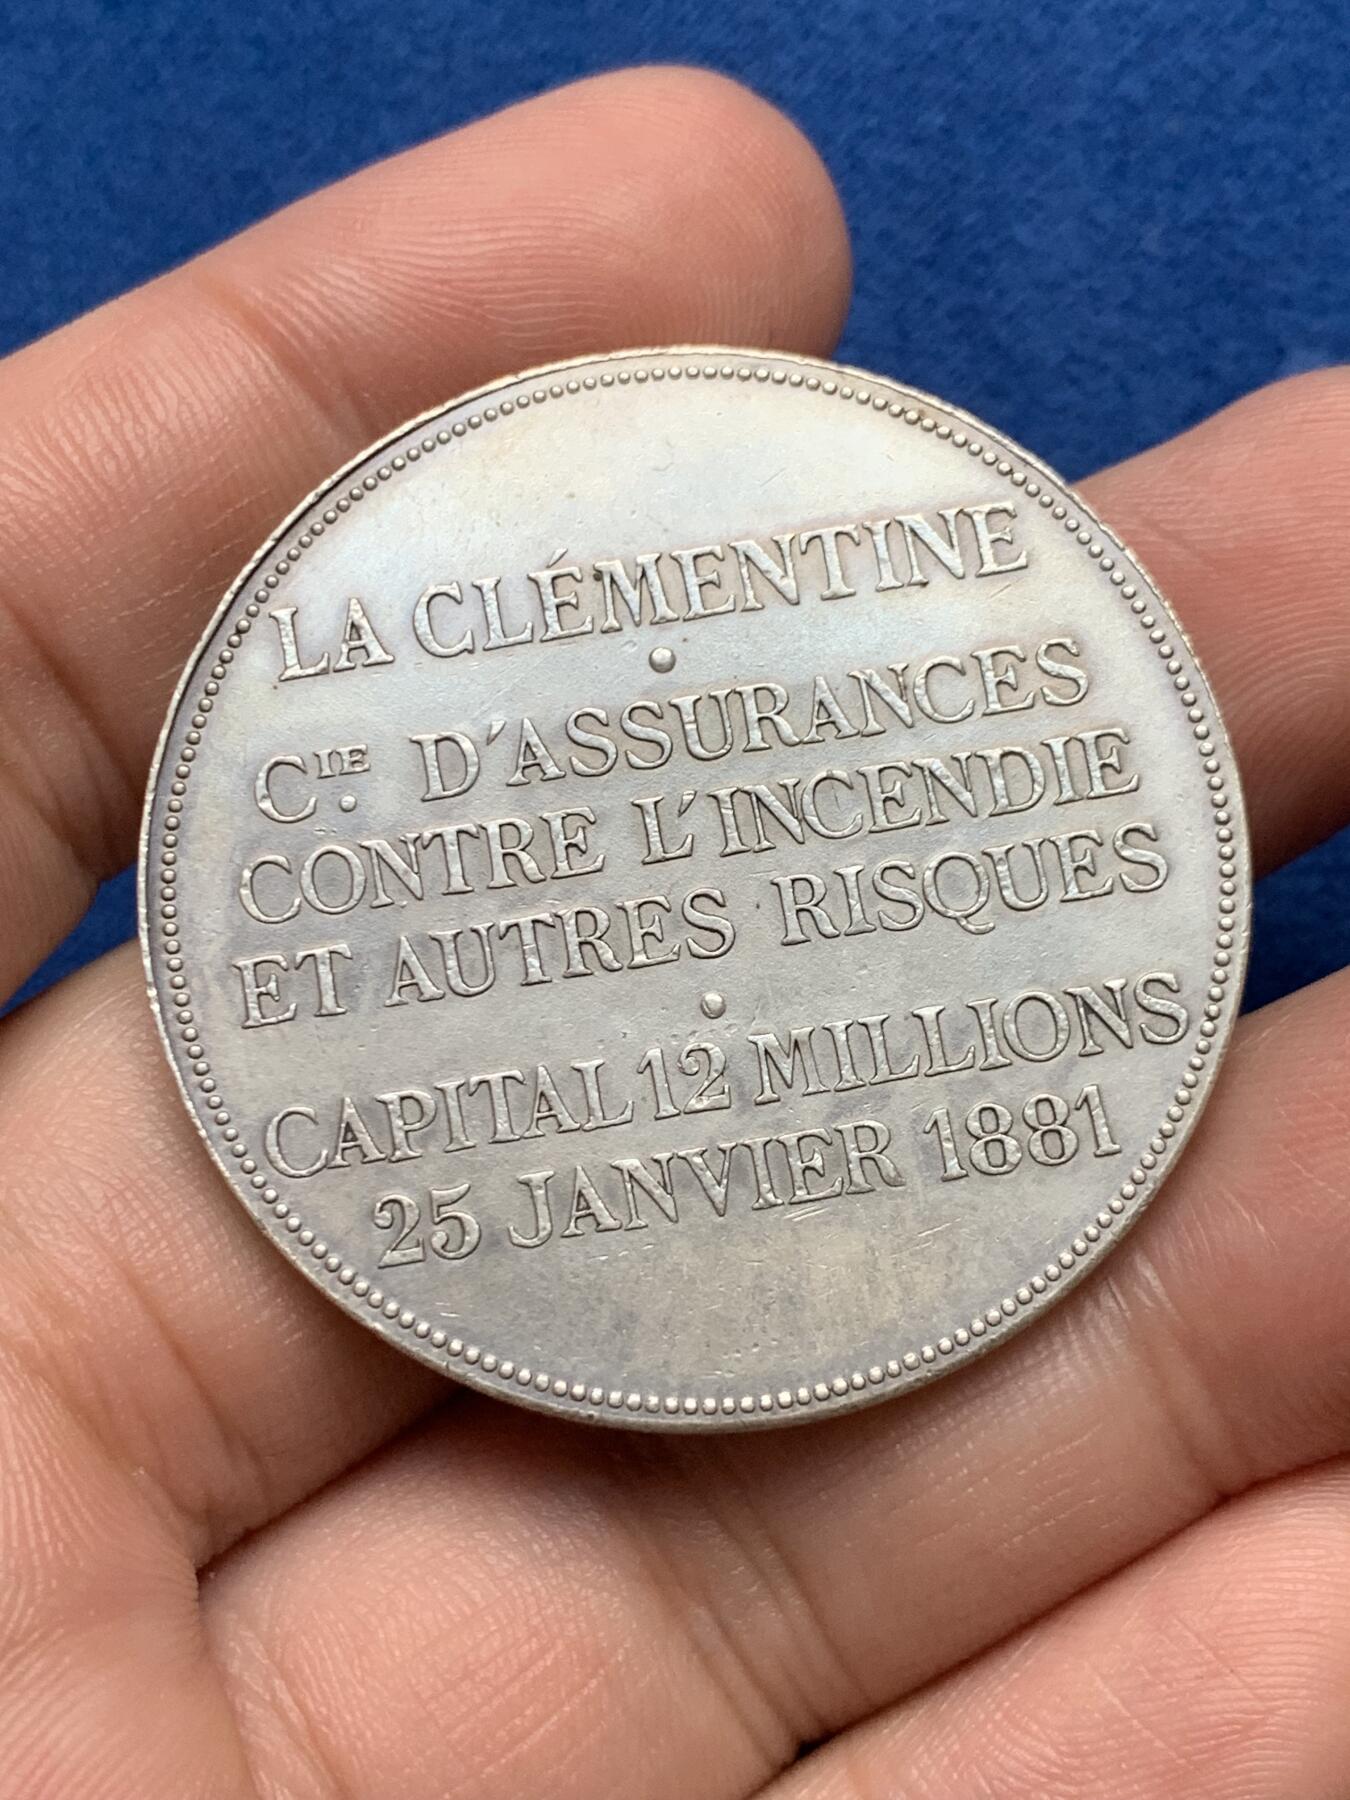 LA CLÉMENTINE
CIE. D'ASSURANCES
CONTRE L'INCENDIE
ET AUTRES RISQUES
CAPITAL 12 MILLIONS
25 JANVIER 1881